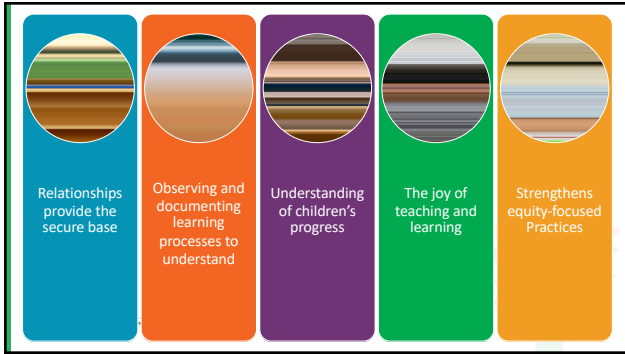 Relationships
provide the
secure base
Observing and
documenting
learning
processes to
understand
Understanding
of children's
progress
The joy of
teaching and
learning
Strengthens
equity-focused
Practices